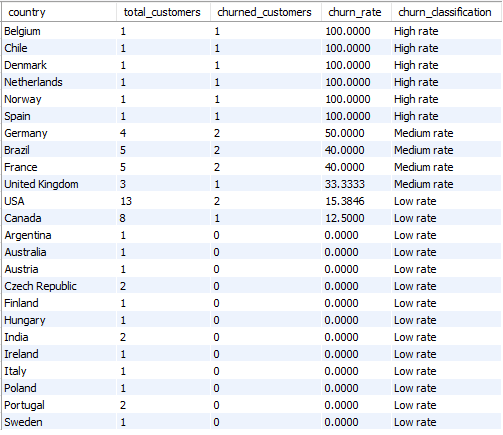 country total_customers churned_customers churn_rate churn_classification
Belgium 1 1 100.0000 High rate
Chile 1 1 100.0000 High rate
Denmark 1 1 100.0000 High rate
Netherlands 1 1 100.0000 High rate
Norway 1 1 100.0000 High rate
Spain 1 1 100.0000 High rate
Germany 4 2 50.0000 Medium rate
Brazil 5 2 40.0000 Medium rate
France 5 2 40.0000 Medium rate
United Kingdom 3 1 33.3333 Medium rate
USA 13 2 15.3846 Low rate
Canada 8 1 12.5000 Low rate
Argentina 1 0 0.0000 Low rate
Australia 1 0 0.0000 Low rate
Austria 1 0 0.0000 Low rate
Czech Republic 2 0 0.0000 Low rate
Finland 1 0 0.0000 Low rate
Hungary 1 0 0.0000 Low rate
India 2 0 0.0000 Low rate
Ireland 1 0 0.0000 Low rate
Italy 1 0 0.0000 Low rate
Poland 1 0 0.0000 Low rate
Portugal 2 0 0.0000 Low rate
Sweden 1 0 0.0000 Low rate